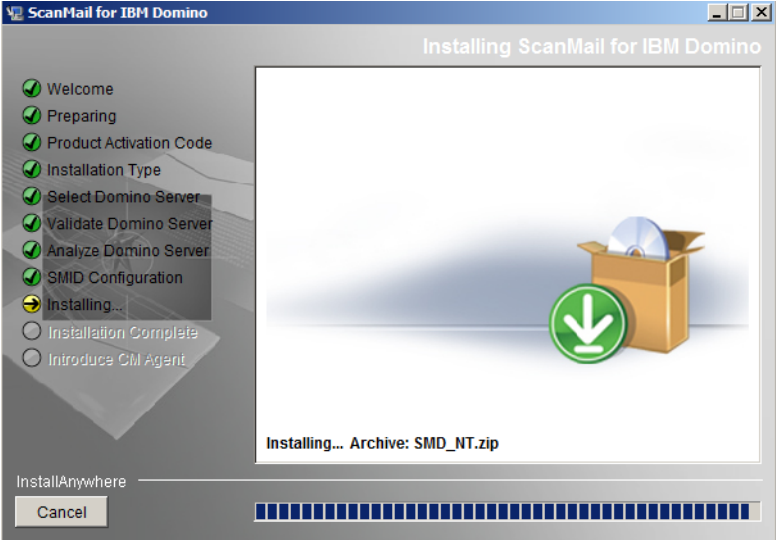 ScanMail for IBM Domino
Installing ScanMail for IBM Domino
Welcome
Preparing
Product Activation Code
Installation Type
Select Domino Server
Validate Domino Server
Analyze Domino Server
SMID Configuration
Installing...
Installation Complete
Introduce CM Agent
Installing... Archive: SMD_NT.zip
InstallAnywhere
Cancel